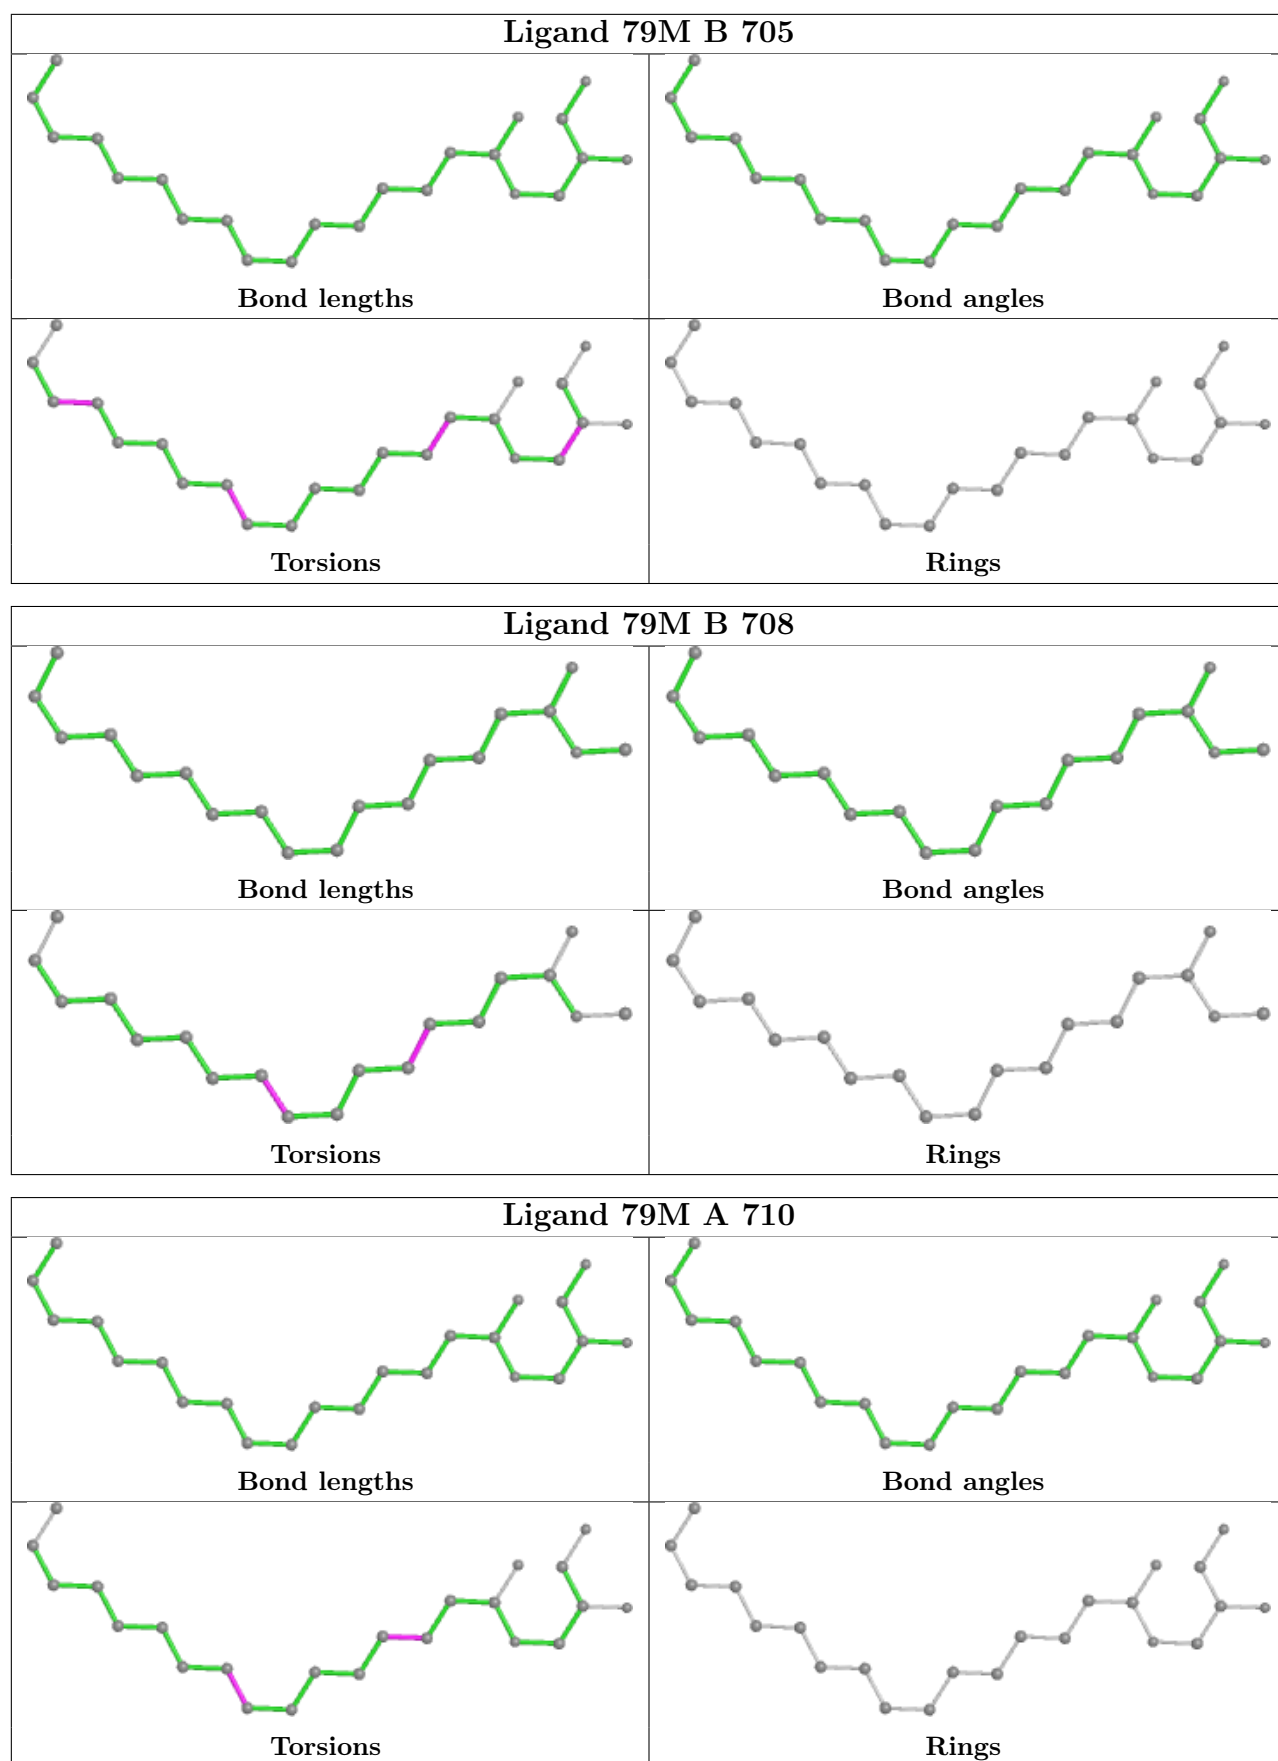 Ligand 79M B 705
Bond lengths
Bond angles
Torsions
Rings
Ligand 79M B 708
Bond lengths
Bond angles
Torsions
Rings
Ligand 79M A 710
Bond lengths
Bond angles
Torsions
Rings